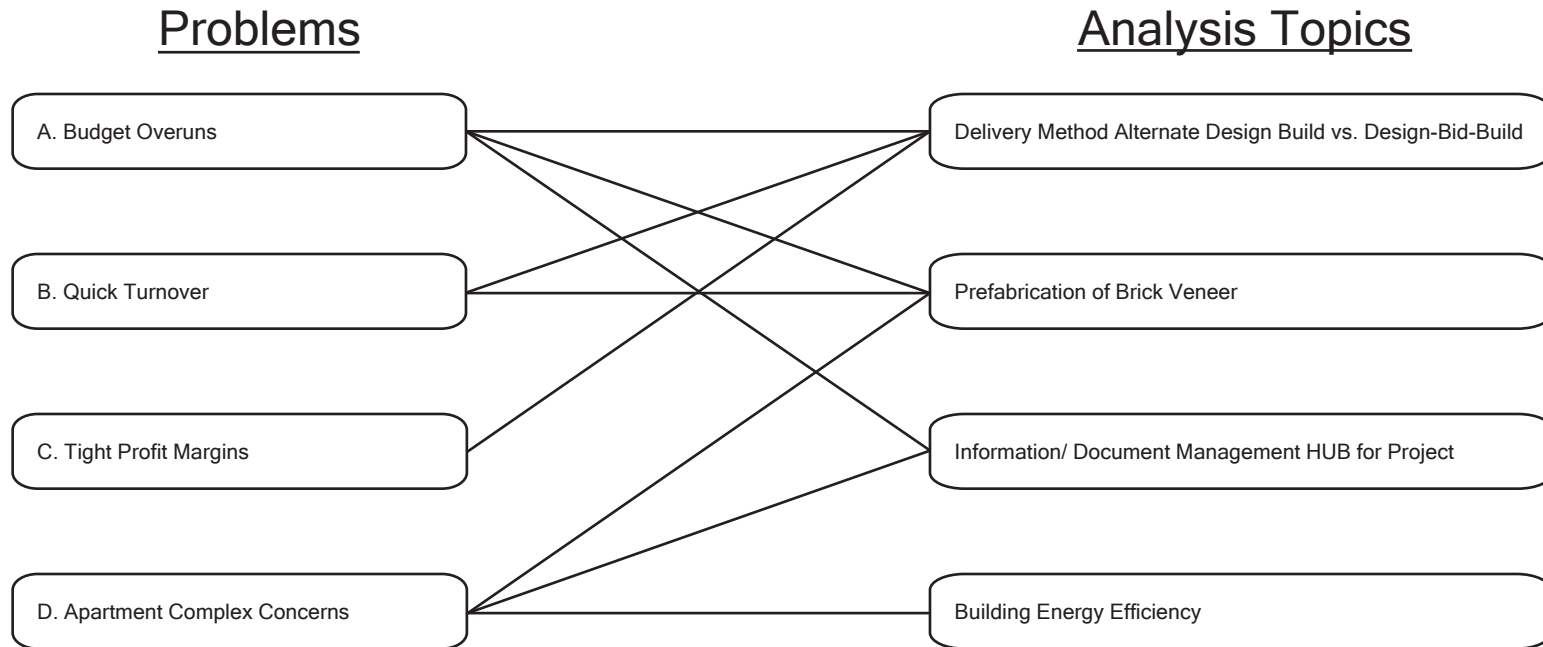 Problems
Analysis Topics
A. Budget Overuns
Delivery Method Alternate Design Build vs. Design-Bid-Build
B. Quick Turnover
Prefabrication of Brick Veneer
C. Tight Profit Margins
Information/ Document Management HUB for Project
D. Apartment Complex Concerns
Building Energy Efficiency